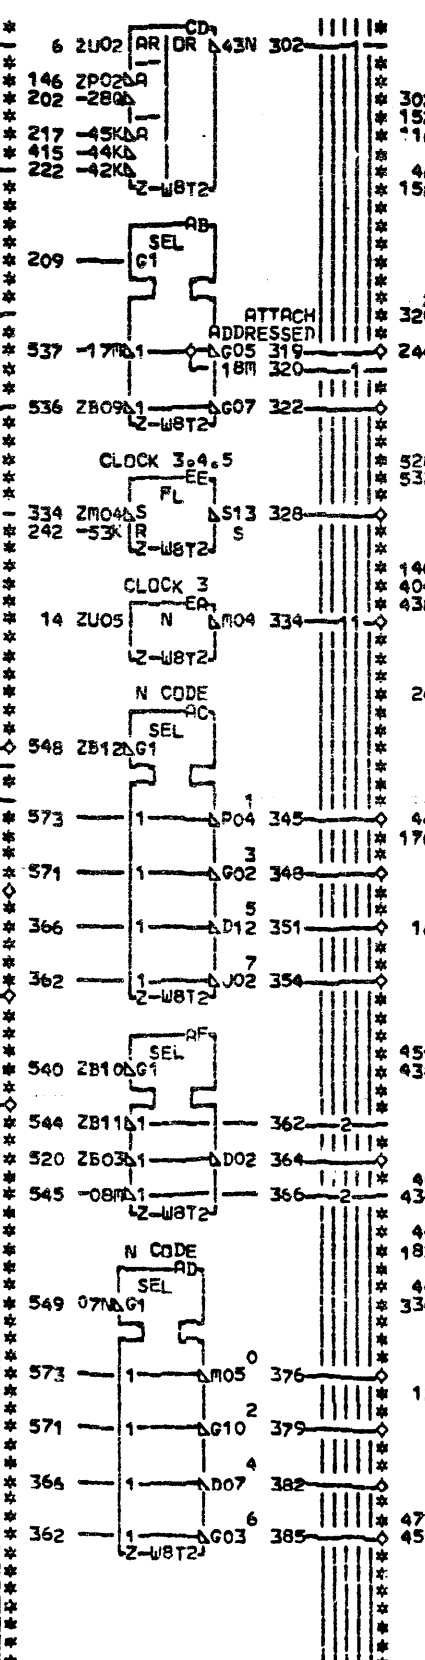 CD
6 ZU02 AR DR 43N 302
146 ZP02 A
202 -28Q
217 -45K A
415 -44K
222 -42K
Z-W8T2
AB
SEL
209 G1
ATTACH
ADDRESSED
537 -17M 1 G05 319
18M 320 1
536 ZB09 1 G07 322
Z-W8T2
CLOCK 3.4.5
EE
FL
334 ZM04 S S13 328
242 -53K R S
Z-W8T2
CLOCK 3
EA
14 ZU05 N M04 334 11
Z-W8T2
N CODE
AC
SEL
548 ZB12 G1
1
573 1 P04 345
3
571 1 G02 348
5
366 1 D12 351
7
362 1 J02 354
Z-W8T2
AF
SEL
540 ZB10 G1
544 ZB11 1 362 2
520 ZB03 1 D02 364
545 -08M 1 366 2
Z-W8T2
N CODE
AD
SEL
549 07N G1
0
573 1 M05 376
2
571 1 G10 379
4
366 1 D07 382
6
362 1 G03 385
Z-W8T2